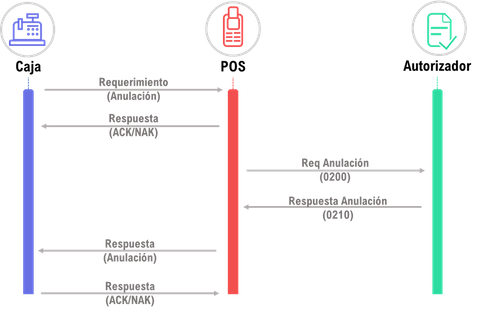 Caja
POS
Autorizador
Requerimiento
(Anulación)
Respuesta
(ACK/NAK)
Req Anulación
(0200)
Respuesta Anulación
(0210)
Respuesta
(Anulación)
Respuesta
(ACK/NAK)